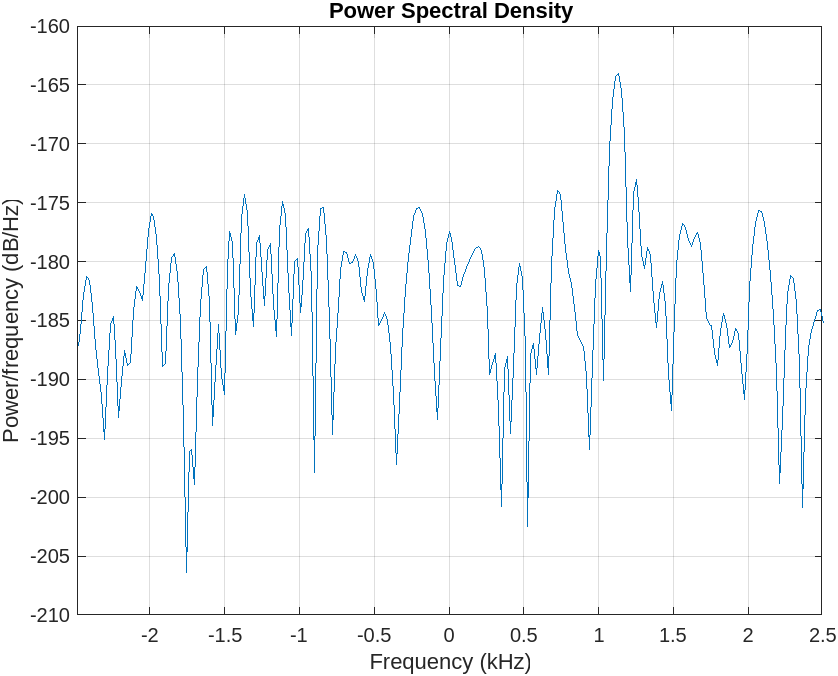 Power Spectral Density
-160
-165
-170
-175
-180
-185
-190
-195
-200
-205
-210
Power/frequency (dB/Hz)
-2 -1.5 -1 -0.5 0 0.5 1 1.5 2 2.5
Frequency (kHz)